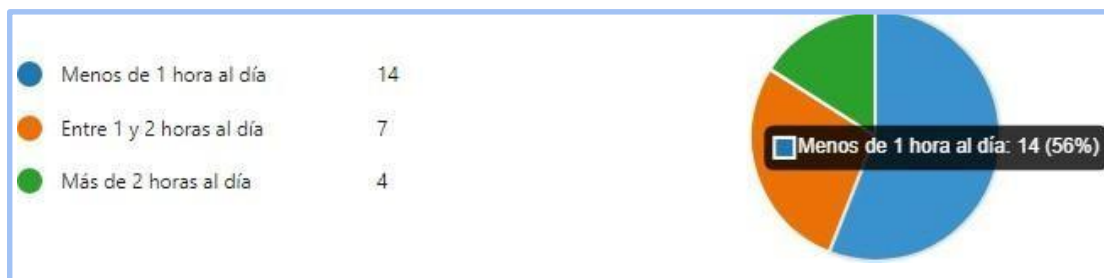 Menos de 1 hora al día 14
Entre 1 y 2 horas al día 7
Más de 2 horas al día 4
Menos de 1 hora al día: 14 (56%)